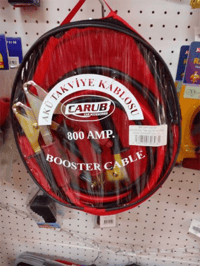 AKÜ TAKVİYE KABLOSU
CARUB
800 AMP.
BOOSTER CABLE